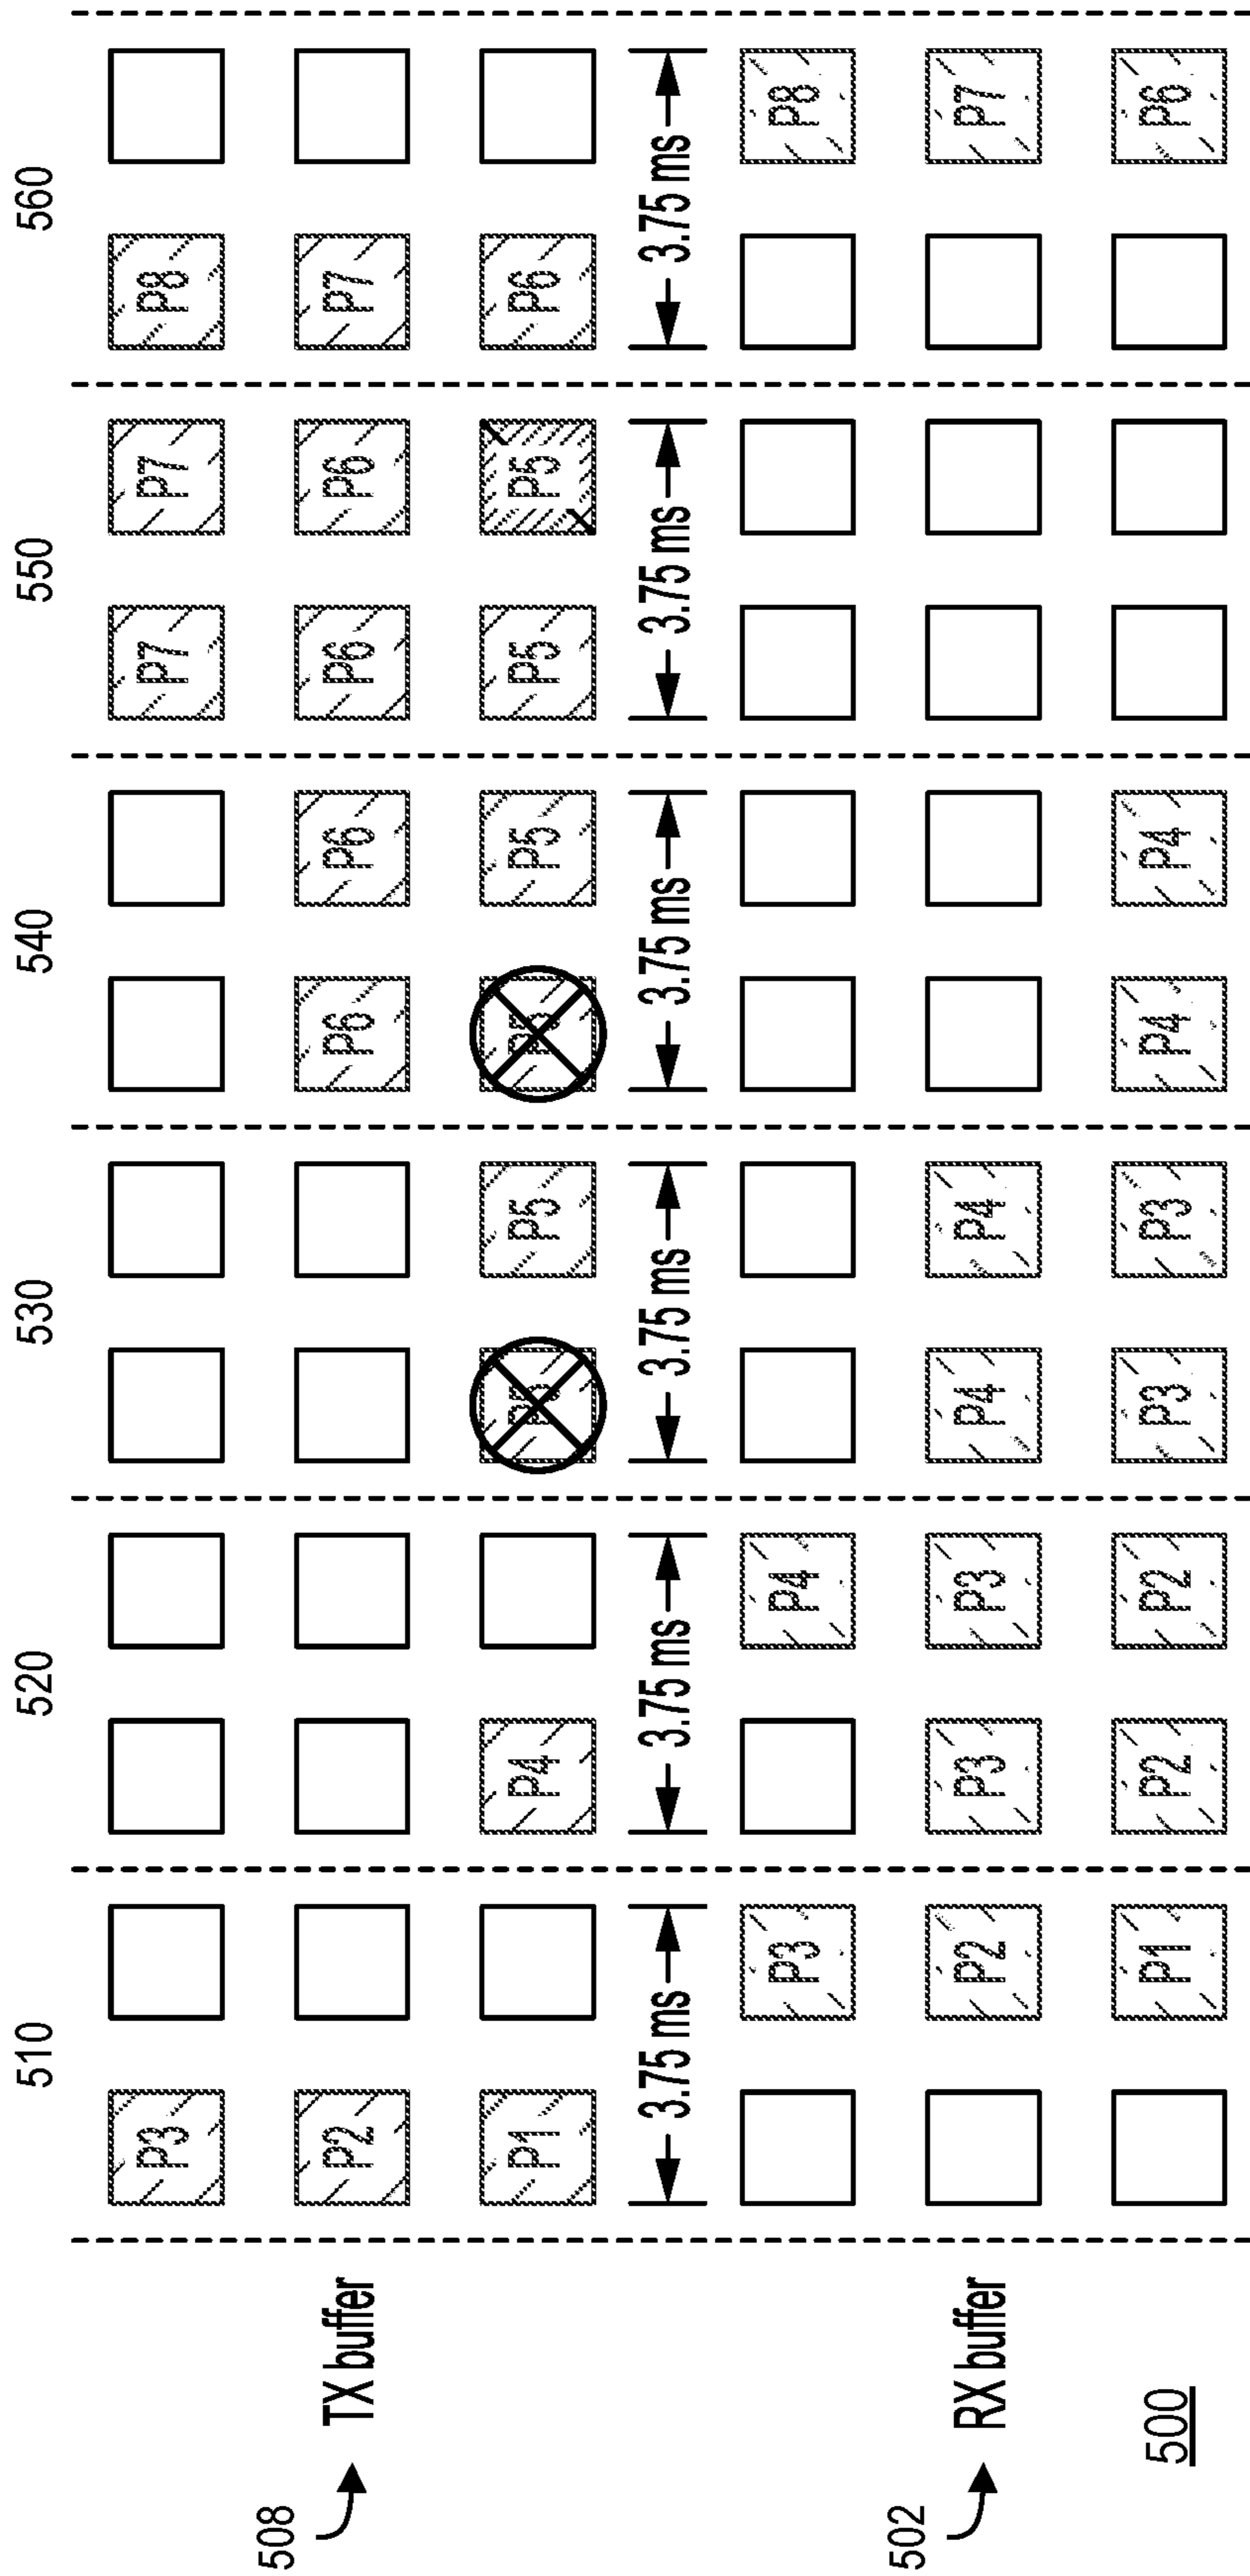 510 520 530 540 550 560
P3 P7 P7 P8
508
TX buffer P2 P6 P6 P6 P6 P7
P1 P4 P5 P5 P5 P5 P5 P5 P6
3.75 ms 3.75 ms 3.75 ms 3.75 ms 3.75 ms 3.75 ms
P3 P4 P8
502
RX buffer P2 P3 P3 P4 P4 P7
500 P1 P2 P2 P3 P3 P4 P4 P6